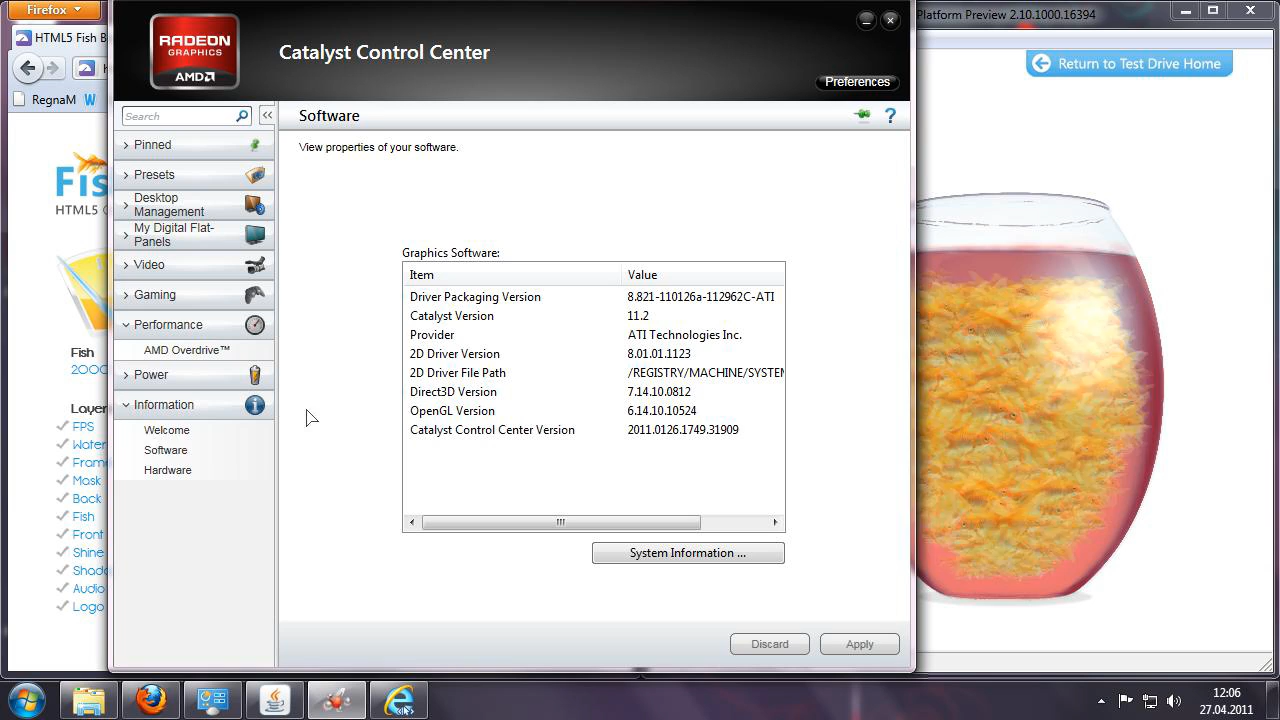 Firefox
HTML5 Fish B
RegnaM
Fis
HTML5
Fish
2000
Layer
FPS
Water
Frame
Mask
Back
Fish
Front
Shine
Shado
Audio
Logo
RADEON
GRAPHICS
AMD
Catalyst Control Center
Preferences
Search
Pinned
Presets
Desktop
Management
My Digital Flat-
Panels
Video
Gaming
Performance
AMD Overdrive™
Power
Information
Welcome
Software
Hardware
Software
View properties of your software.
Graphics Software:
Item Value
Driver Packaging Version 8.821-110126a-112962C-ATI
Catalyst Version 11.2
Provider ATI Technologies Inc.
2D Driver Version 8.01.01.1123
2D Driver File Path /REGISTRY/MACHINE/SYSTEM
Direct3D Version 7.14.10.0812
OpenGL Version 6.14.10.10524
Catalyst Control Center Version 2011.0126.1749.31909
System Information ...
Discard Apply
Platform Preview 2.10.1000.16394
Return to Test Drive Home
12:06
27.04.2011